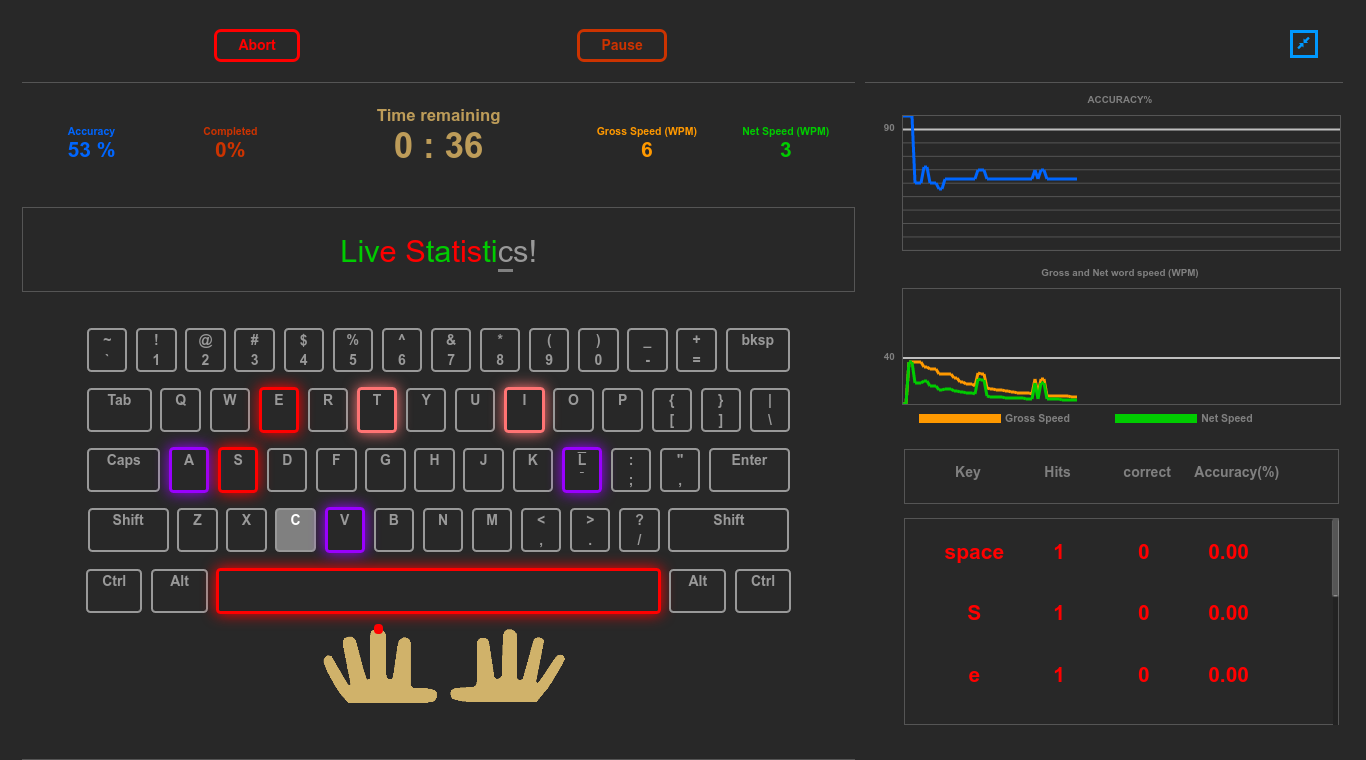 Abort
Pause
Accuracy
53 %
Completed
0%
Time remaining
0 : 36
Gross Speed (WPM)
6
Net Speed (WPM)
3
Live Statistics!
~ ! @ # $ % ^ & * ( ) _ + bksp
` 1 2 3 4 5 6 7 8 9 0 - =
Tab Q W E R T Y U I O P { } |
[ ] \
Caps A S D F G H J K L : " Enter
; ,
Shift Z X C V B N M < > ? Shift
, . /
Ctrl Alt Alt Ctrl
ACCURACY%
90
Gross and Net word speed (WPM)
40
Gross Speed Net Speed
Key Hits correct Accuracy(%)
space 1 0 0.00
S 1 0 0.00
e 1 0 0.00